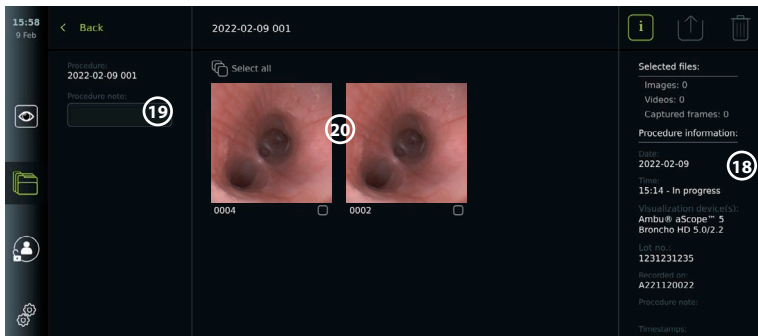 15:58
9 Feb
Back
2022-02-09 001
Procedure:
2022-02-09 001
Procedure note:
19
Select all
20
0004
0002
i
Selected files:
Images: 0
Videos: 0
Captured frames: 0
Procedure information:
Date:
2022-02-09
18
Time:
15:14 - In progress
Visualization device(s):
Ambu® aScope™ 5
Broncho HD 5.0/2.2
Lot no.:
1231231235
Recorded on:
A221120022
Procedure note:
Timestamps: